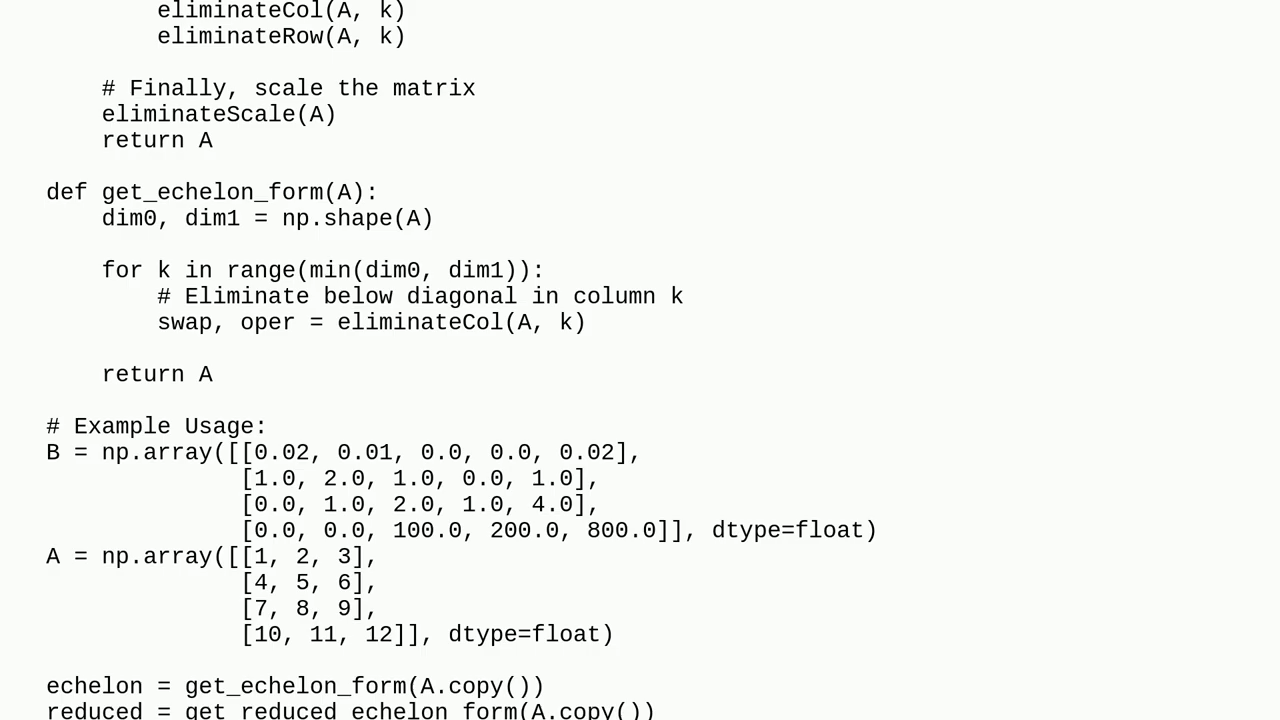 eliminateCol(A, k)
eliminateRow(A, k)
# Finally, scale the matrix
eliminateScale(A)
return A
def get_echelon_form(A):
dim0, dim1 = np.shape(A)
for k in range(min(dim0, dim1)):
# Eliminate below diagonal in column k
swap, oper = eliminateCol(A, k)
return A
# Example Usage:
B = np.array([[0.02, 0.01, 0.0, 0.0, 0.02],
[1.0, 2.0, 1.0, 0.0, 1.0],
[0.0, 1.0, 2.0, 1.0, 4.0],
[0.0, 0.0, 100.0, 200.0, 800.0]], dtype=float)
A = np.array([[1, 2, 3],
[4, 5, 6],
[7, 8, 9],
[10, 11, 12]], dtype=float)
echelon = get_echelon_form(A.copy())
reduced = get_reduced_echelon_form(A.copy())